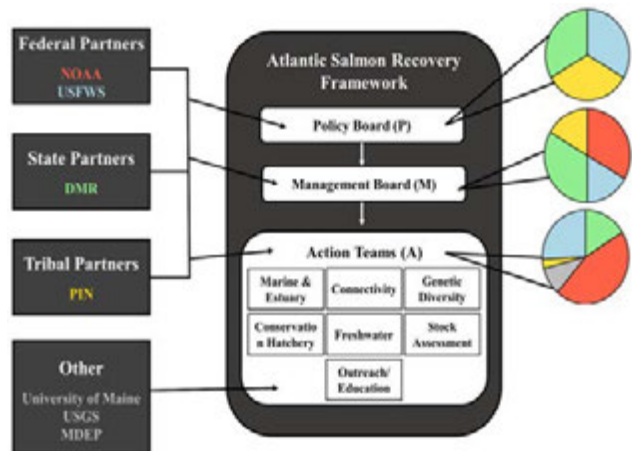 Federal Partners
NOAA
USFWS
State Partners
DMR
Tribal Partners
PIN
Other
University of Maine
USGS
MDEP
Atlantic Salmon Recovery
Framework
Policy Board (P)
Management Board (M)
Action Teams (A)
Marine &
Estuary
Connectivity
Genetic
Diversity
Conservatio
n Hatchery
Freshwater
Stock
Assessment
Outreach/
Education